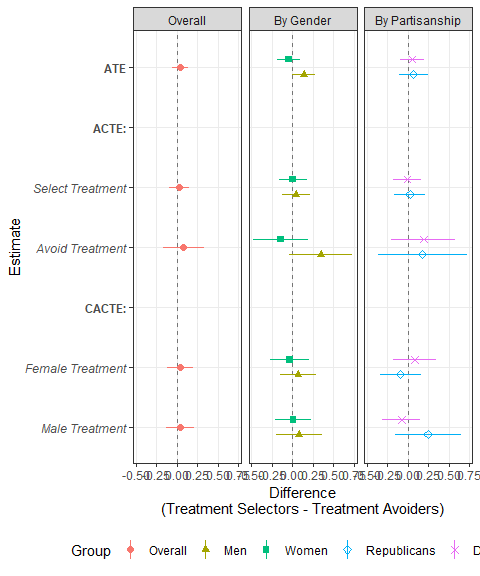 Overall
By Gender
By Partisanship
Estimate
ATE
ACTE:
Select Treatment
Avoid Treatment
CACTE:
Female Treatment
Male Treatment
-0.50 -0.25 0.00 0.25 0.50 0.75 -0.50 -0.25 0.00 0.25 0.50 0.75 -0.50 -0.25 0.00 0.25 0.50 0.75
Difference
(Treatment Selectors - Treatment Avoiders)
Group Overall Men Women Republicans D